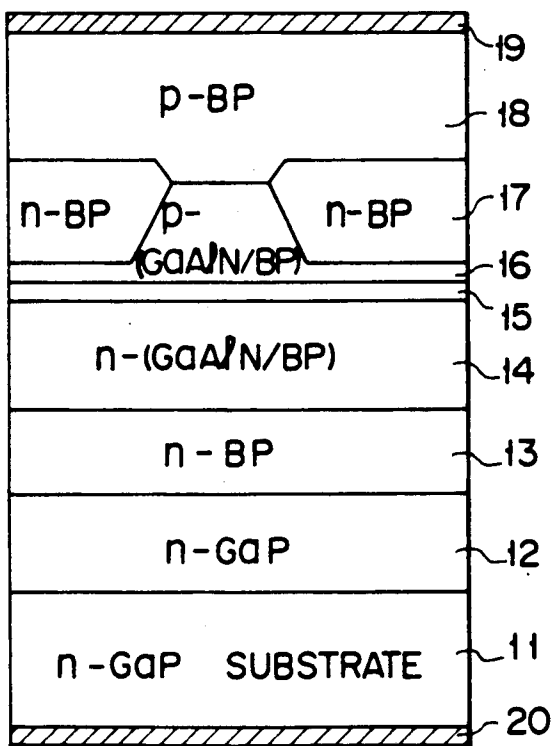 19
p-BP
18
n-BP p- n-BP 17
(GaAlN/BP) 16
15
n-(GaAlN/BP) 14
n-BP 13
n-GaP 12
n-GaP SUBSTRATE 11
20